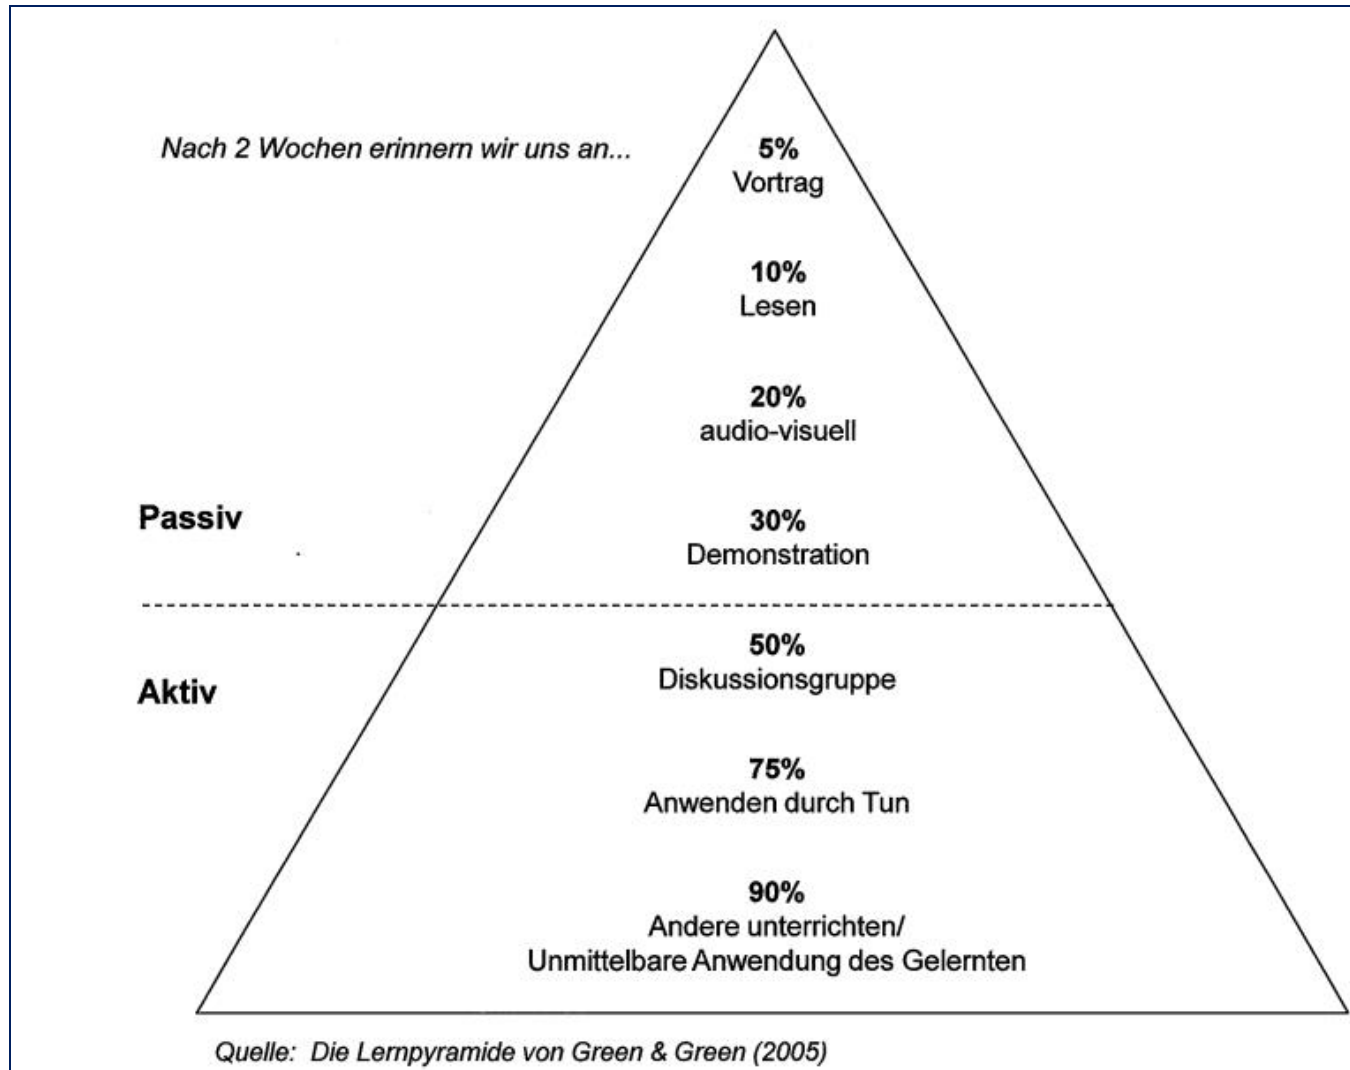 Nach 2 Wochen erinnern wir uns an...
5%
Vortrag
10%
Lesen
20%
audio-visuell
Passiv
30%
Demonstration
50%
Diskussionsgruppe
Aktiv
75%
Anwenden durch Tun
90%
Andere unterrichten/
Unmittelbare Anwendung des Gelernten
Quelle: Die Lernpyramide von Green & Green (2005)